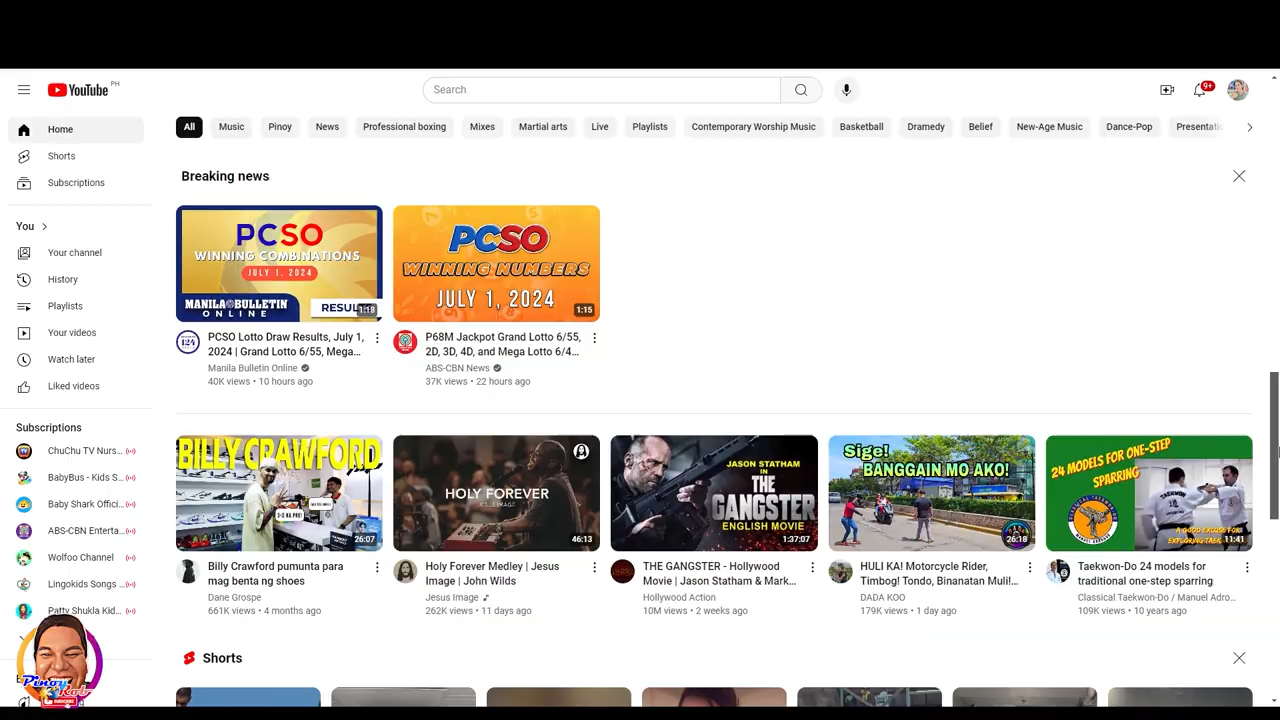 YouTube PH
Search
9+
Home
Shorts
Subscriptions
You
Your channel
History
Playlists
Your videos
Watch later
Liked videos
Subscriptions
ChuChu TV Nurs...
BabyBus - Kids S...
Baby Shark Offici...
ABS-CBN Enterta...
Wolfoo Channel
Lingokids Songs ...
Patty Shukla Kid...
Pinoy
Rob
SUBSCRIBE
All
Music
Pinoy
News
Professional boxing
Mixes
Martial arts
Live
Playlists
Contemporary Worship Music
Basketball
Dramedy
Belief
New-Age Music
Dance-Pop
Presentatio
Breaking news
PCSO
WINNING COMBINATIONS
JULY 1, 2024
MANILA BULLETIN
ONLINE
RESULT
1:18
PCSO Lotto Draw Results, July 1,
2024 | Grand Lotto 6/55, Mega...
Manila Bulletin Online
40K views • 10 hours ago
PCSO
WINNING NUMBERS
JULY 1, 2024
1:15
P68M Jackpot Grand Lotto 6/55,
2D, 3D, 4D, and Mega Lotto 6/4...
ABS-CBN News
37K views • 22 hours ago
BILLY CRAWFORD
26:07
Billy Crawford pumunta para
mag benta ng shoes
Dane Grospe
661K views • 4 months ago
HOLY FOREVER
46:13
Holy Forever Medley | Jesus
Image | John Wilds
Jesus Image
262K views • 11 days ago
JASON STATHAM
IN
THE
GANGSTER
ENGLISH MOVIE
1:37:07
THE GANGSTER - Hollywood
Movie | Jason Statham & Mark...
Hollywood Action
10M views • 2 weeks ago
Sige!
BANGGAIN MO AKO!
26:18
HULI KA! Motorcycle Rider,
Timbog! Tondo, Binanatan Muli!...
DADA KOO
179K views • 1 day ago
24 MODELS FOR ONE-STEP
SPARRING
A GOOD EXCUSE FOR
EXPLORING TAEK
11:41
Taekwon-Do 24 models for
traditional one-step sparring
Classical Taekwon-Do / Manuel Adro...
109K views • 10 years ago
Shorts